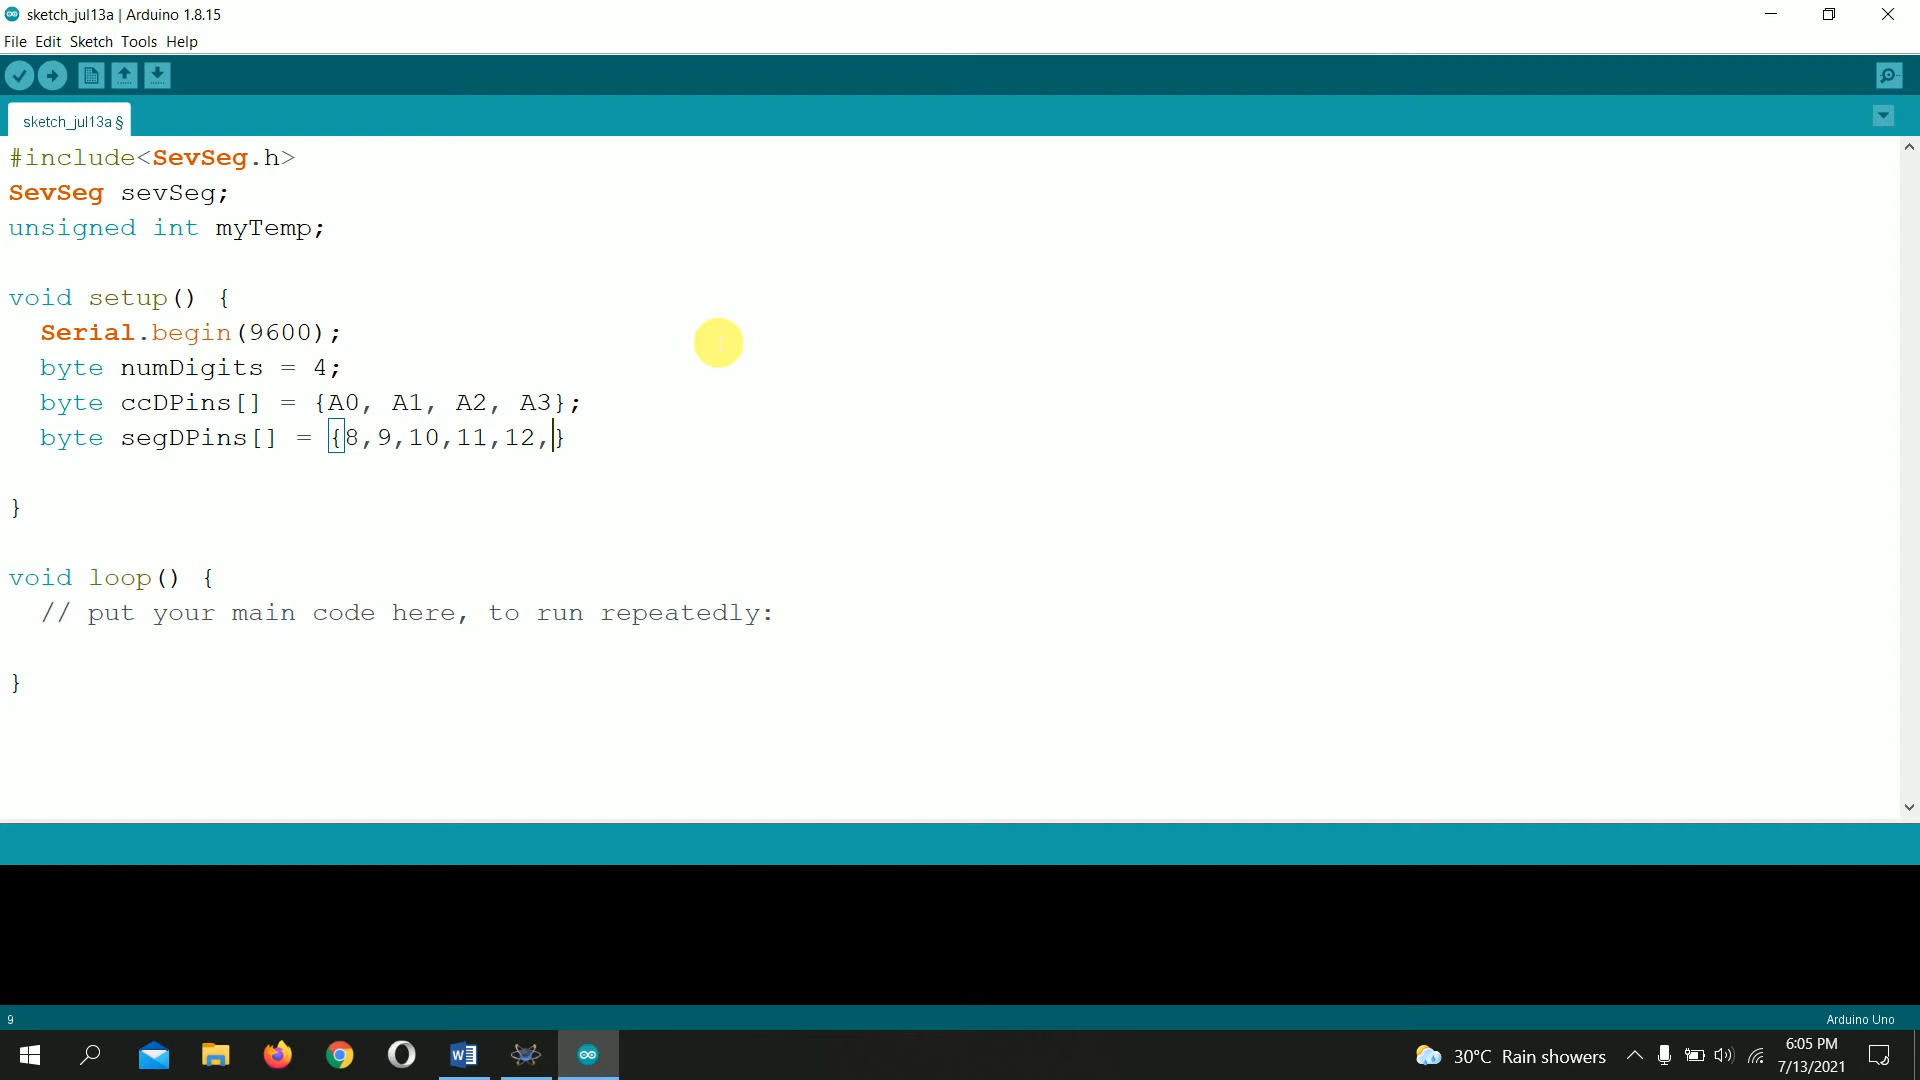 sketch_jul13a | Arduino 1.8.15
File Edit Sketch Tools Help
sketch_jul13a §
#include<SevSeg.h>
SevSeg sevSeg;
unsigned int myTemp;
void setup() {
Serial.begin(9600);
byte numDigits = 4;
byte ccDPins[] = {A0, A1, A2, A3};
byte segDPins[] = {8,9,10,11,12,}
}
void loop() {
// put your main code here, to run repeatedly:
}
9
Arduino Uno
30°C Rain showers
6:05 PM
7/13/2021